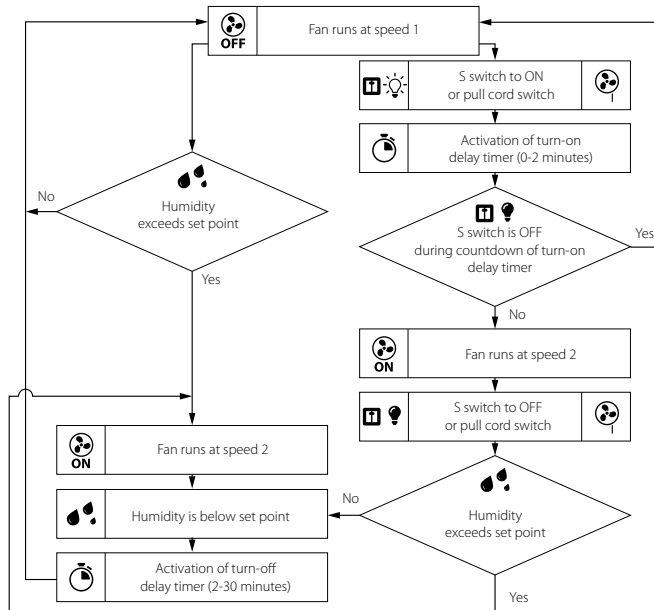 OFF
Fan runs at speed 1
S switch to ON
or pull cord switch
Activation of turn-on
delay timer (0-2 minutes)
No
Humidity
exceeds set point
Yes
S switch is OFF
during countdown of turn-on
delay timer
Yes
No
ON
Fan runs at speed 2
S switch to OFF
or pull cord switch
ON
Fan runs at speed 2
No
Humidity
exceeds set point
Yes
Humidity is below set point
Activation of turn-off
delay timer (2-30 minutes)